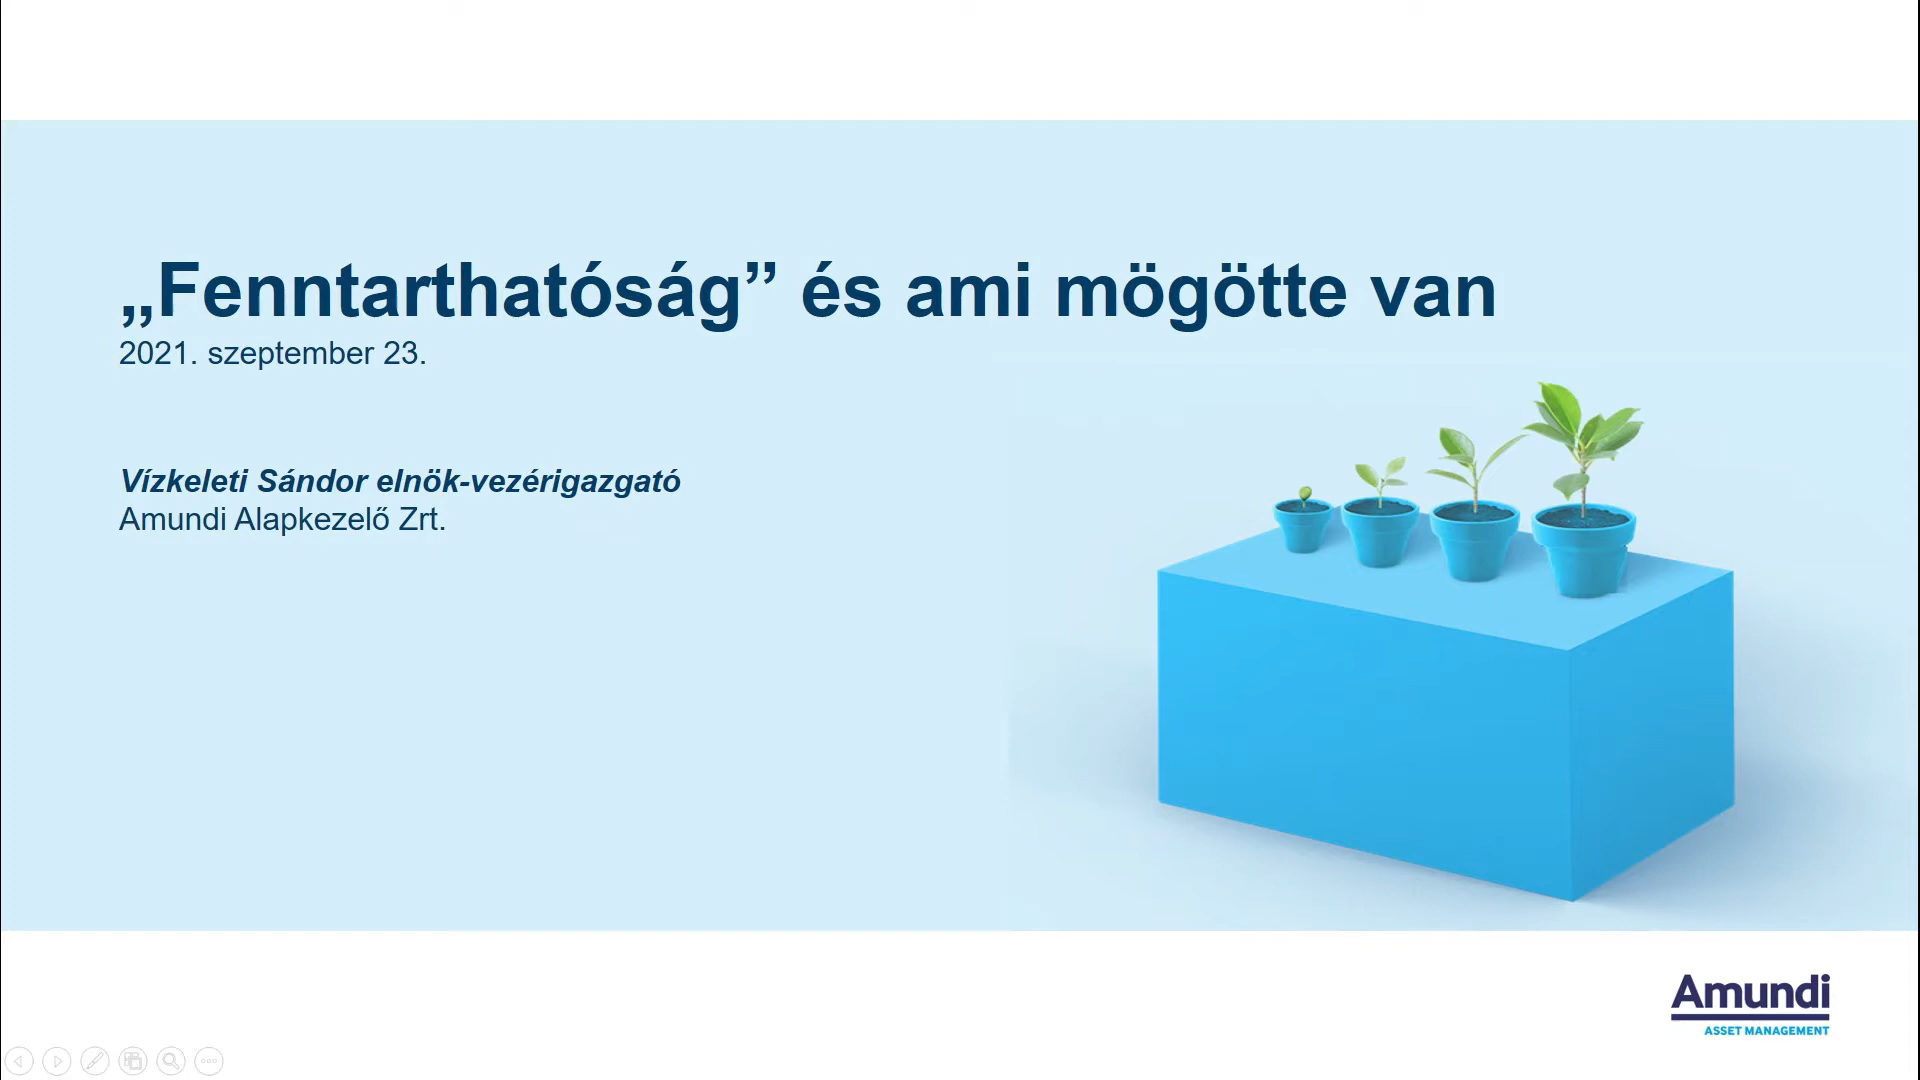 „Fenntarthatóság” és ami mögötte van
2021. szeptember 23.
Vízkeleti Sándor elnök-vezérigazgató
Amundi Alapkezelő Zrt.
Amundi
ASSET MANAGEMENT